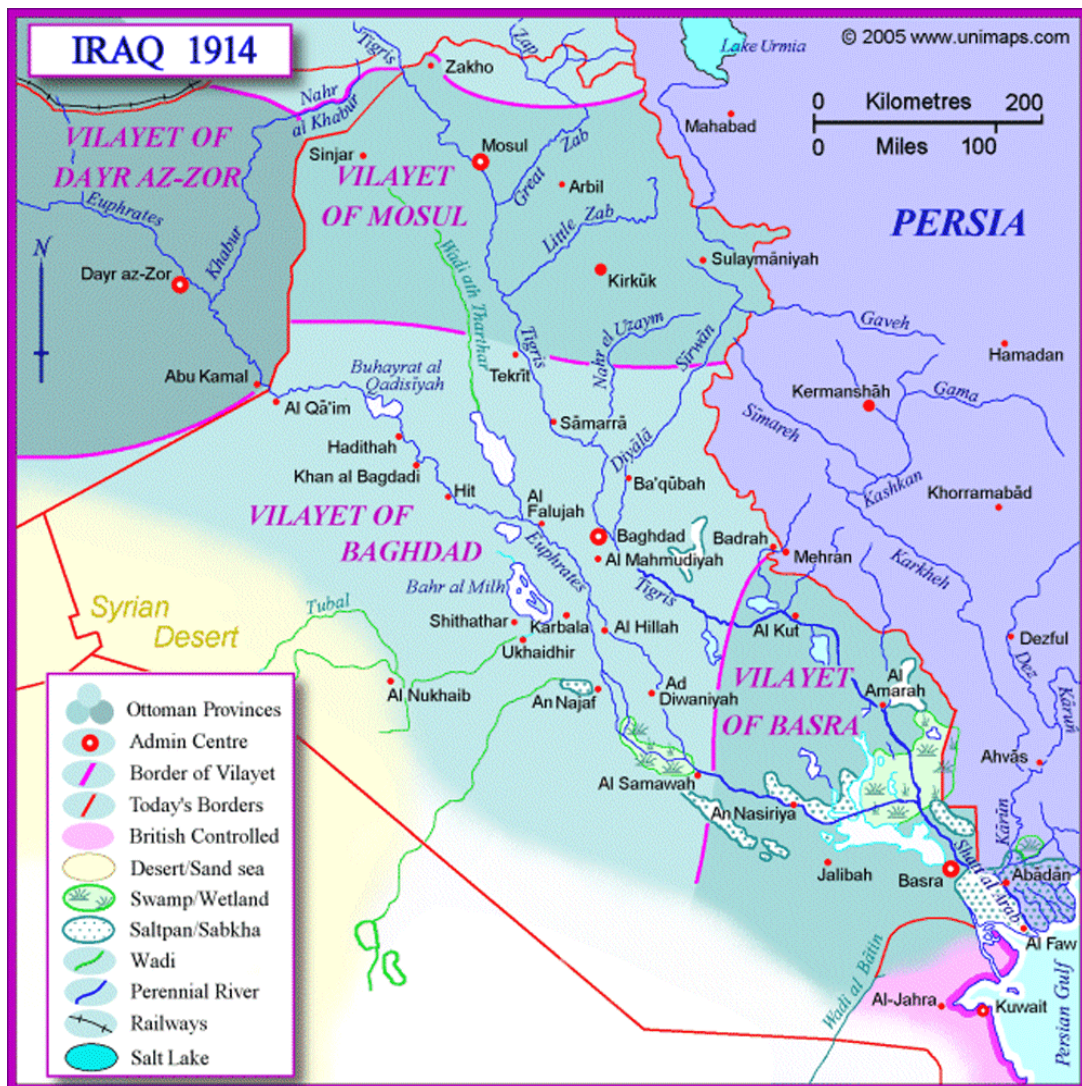 IRAQ 1914
© 2005 www.unimaps.com
Tigris
Zap
Lake Urmia
Zakho
Nahr
al Khabur
0 Kilometres 200
0 Miles 100
Mahabad
VILAYET OF
DAYR AZ-ZOR
Sinjar
Mosul
VILAYET
OF MOSUL
Great Zab
Arbil
Little Zab
PERSIA
Euphrates
Khabur
N
Dayr az-Zor
Wadi ath Tharthar
Kirkūk
Sulaymāniyah
Tigris
Nahr el Uzaym
Sirwān
Gaveh
Hamadan
Tekrīt
Abu Kamal
Al Qā'im
Buhayrat al
Qadisīyah
Kermanshāh
Gama
Simareh
Sāmarrā
Hadithah
Khan al Bagdadi
Diyālā
Ba'qūbah
Kashkan
Khorramabād
Hit
Al
Falujah
VILAYET OF
BAGHDAD
Baghdad
Al Mahmudiyah
Badrah
Mehran
Karkheh
Euphrates
Tigris
Bahr al Milh
Syrian
Desert
Tubal
Shithathar
Karbala
Ukhaidhir
Al Hillah
Al Kut
Dezful
Dez
Kāruñ
Al Nukhaib
An Najaf
Ad
Diwaniyah
VILAYET
OF BASRA
Al
Amarah
Ahvās
Al Samawah
An Nasiriya
Kārūn
Jalibah
Basra
Shatt al Arab
Abādān
Al Faw
Wadi al Bātin
Al-Jahra
Kuwait
Persian Gulf
Ottoman Provinces
Admin Centre
Border of Vilayet
Today's Borders
British Controlled
Desert/Sand sea
Swamp/Wetland
Saltpan/Sabkha
Wadi
Perennial River
Railways
Salt Lake